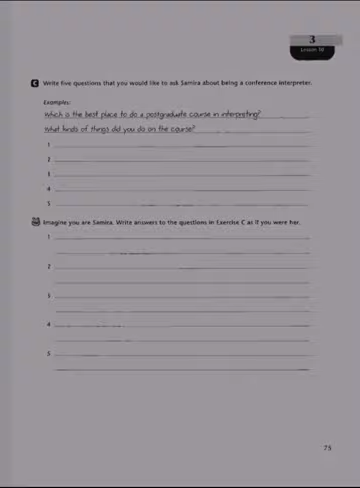 3
Lesson 10
C Write five questions that you would like to ask Samira about being a conference interpreter.
Examples:
Which is the best place to do a postgraduate course in interpreting?
What kinds of things did you do on the course?
1
2
3
4
5
Imagine you are Samira. Write answers to the questions in Exercise C as if you were her.
1
2
3
4
5
75